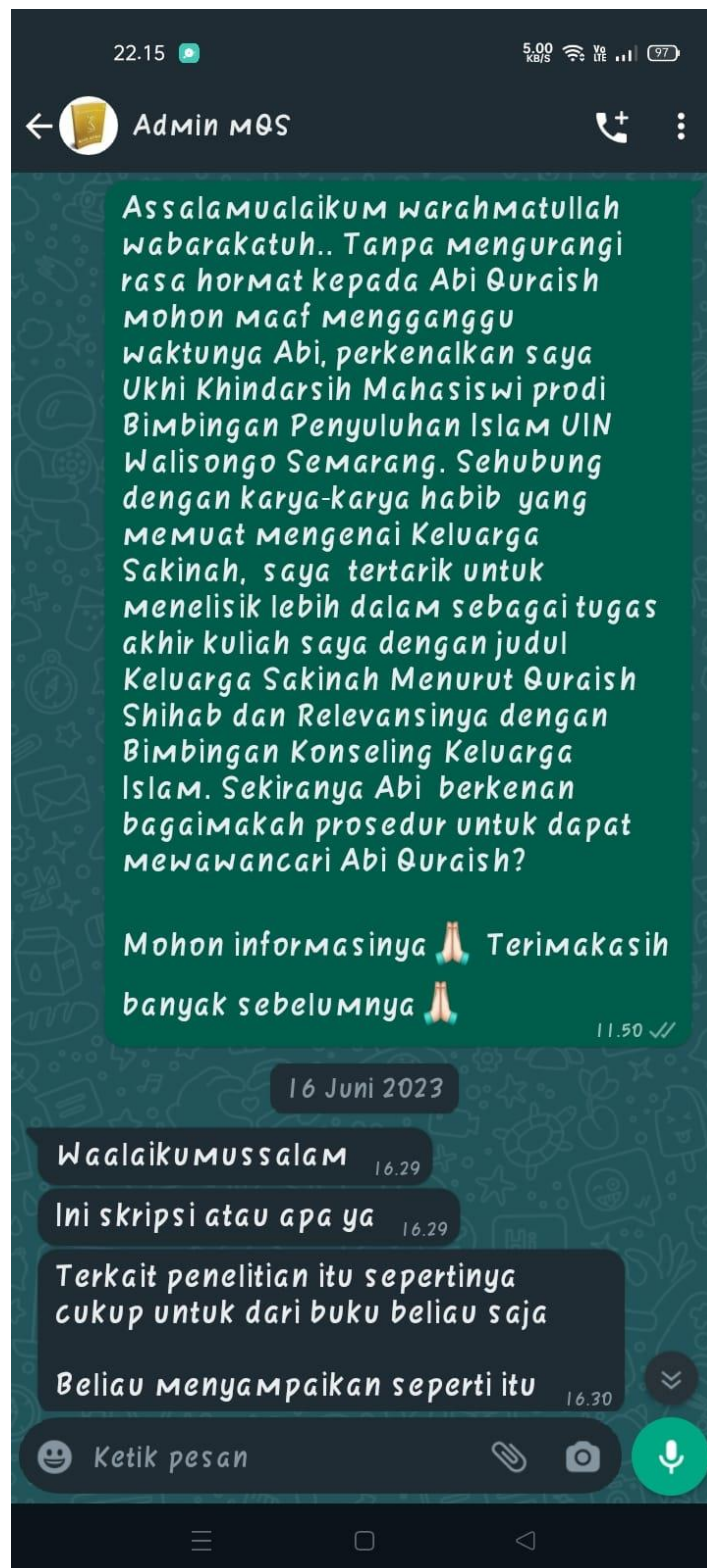 22.15
5.00 KB/S Vo LTE 97
Admin MQS
Assalamualaikum warahmatullah
wabarakatuh.. Tanpa mengurangi
rasa hormat kepada Abi Quraish
mohon maaf mengganggu
waktunya Abi, perkenalkan saya
Ukhi Khindarsih Mahasiswi prodi
Bimbingan Penyuluhan Islam UIN
Walisongo Semarang. Sehubung
dengan karya-karya habib yang
memuat mengenai Keluarga
Sakinah, saya tertarik untuk
menelisik lebih dalam sebagai tugas
akhir kuliah saya dengan judul
Keluarga Sakinah Menurut Quraish
Shihab dan Relevansinya dengan
Bimbingan Konseling Keluarga
Islam. Sekiranya Abi berkenan
bagaimakah prosedur untuk dapat
mewawancari Abi Quraish?
Mohon informasinya🙏 Terimakasih
banyak sebelumnya🙏
11.50
16 Juni 2023
Waalaikumussalam 16.29
Ini skripsi atau apa ya 16.29
Terkait penelitian itu sepertinya
cukup untuk dari buku beliau saja
Beliau menyampaikan seperti itu 16.30
Ketik pesan